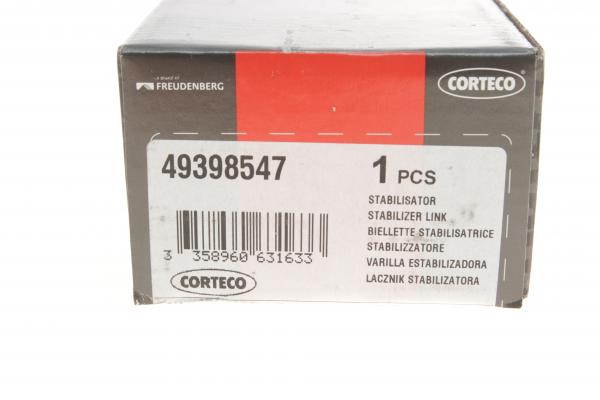 A BRAND OF
FREUDENBERG
CORTECO
49398547
1 PCS
STABILISATOR
STABILIZER LINK
BIELLETTE STABILISATRICE
STABILIZZATORE
VARILLA ESTABILIZADORA
LACZNIK STABILIZATORA
3 358960 631633
CORTECO